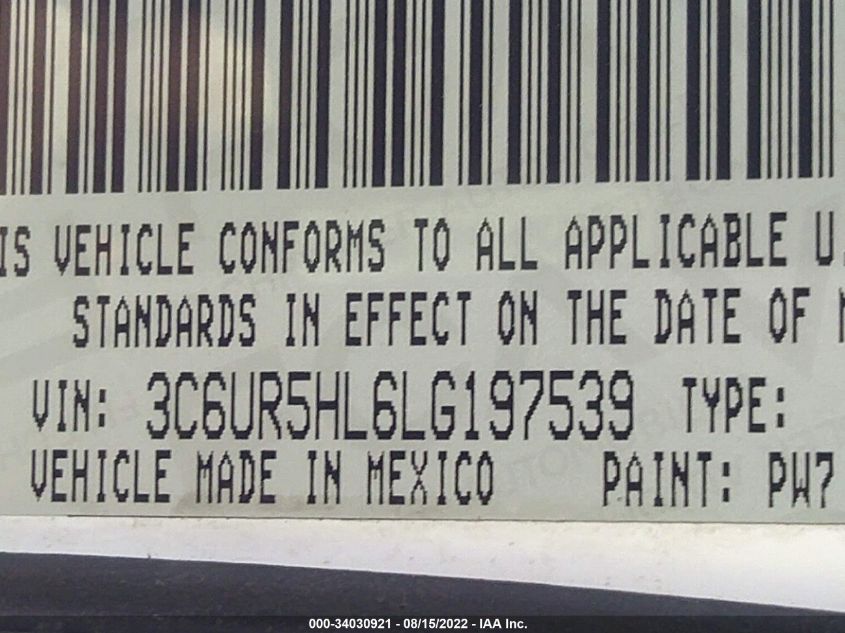 IS VEHICLE CONFORMS TO ALL APPLICABLE U.
STANDARDS IN EFFECT ON THE DATE OF
VIN: 3C6UR5HL6LG197539 TYPE:
VEHICLE MADE IN MEXICO PAINT: PW7
000-34030921 - 08/15/2022 - IAA Inc.